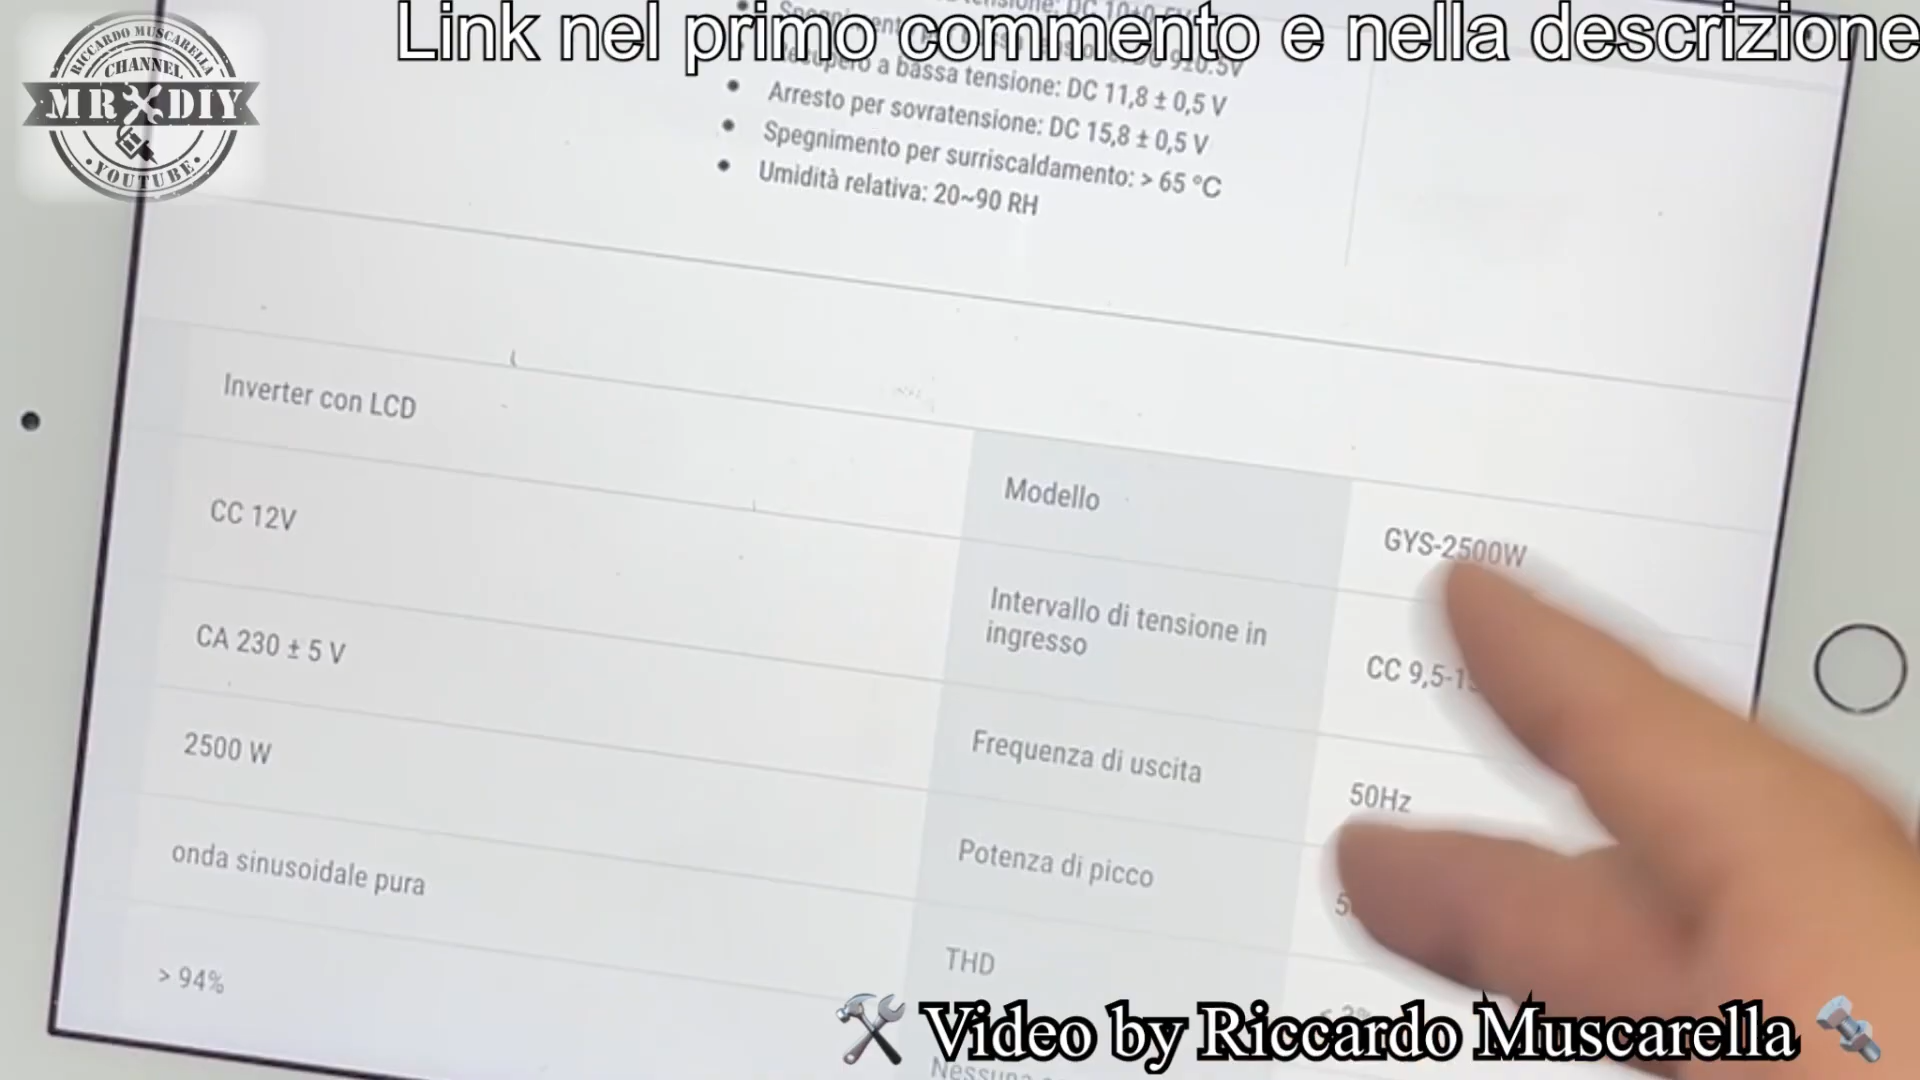 Link nel primo commento e nella descrizione
RICCARDO MUSCARELLA
CHANNEL
MR DIY
YOUTUBE
Recupero a bassa tensione: DC 11,8 ± 0,5 V
Arresto per sovratensione: DC 15,8 ± 0,5 V
Spegnimento per surriscaldamento: > 65 °C
Umidità relativa: 20~90 RH
Inverter con LCD
Modello
GYS-2500W
CC 12V
Intervallo di tensione in
ingresso
CC 9,5-1
CA 230 ± 5 V
Frequenza di uscita
50Hz
2500 W
Potenza di picco
onda sinusoidale pura
THD
> 94%
Video by Riccardo Muscarella
Nessuna